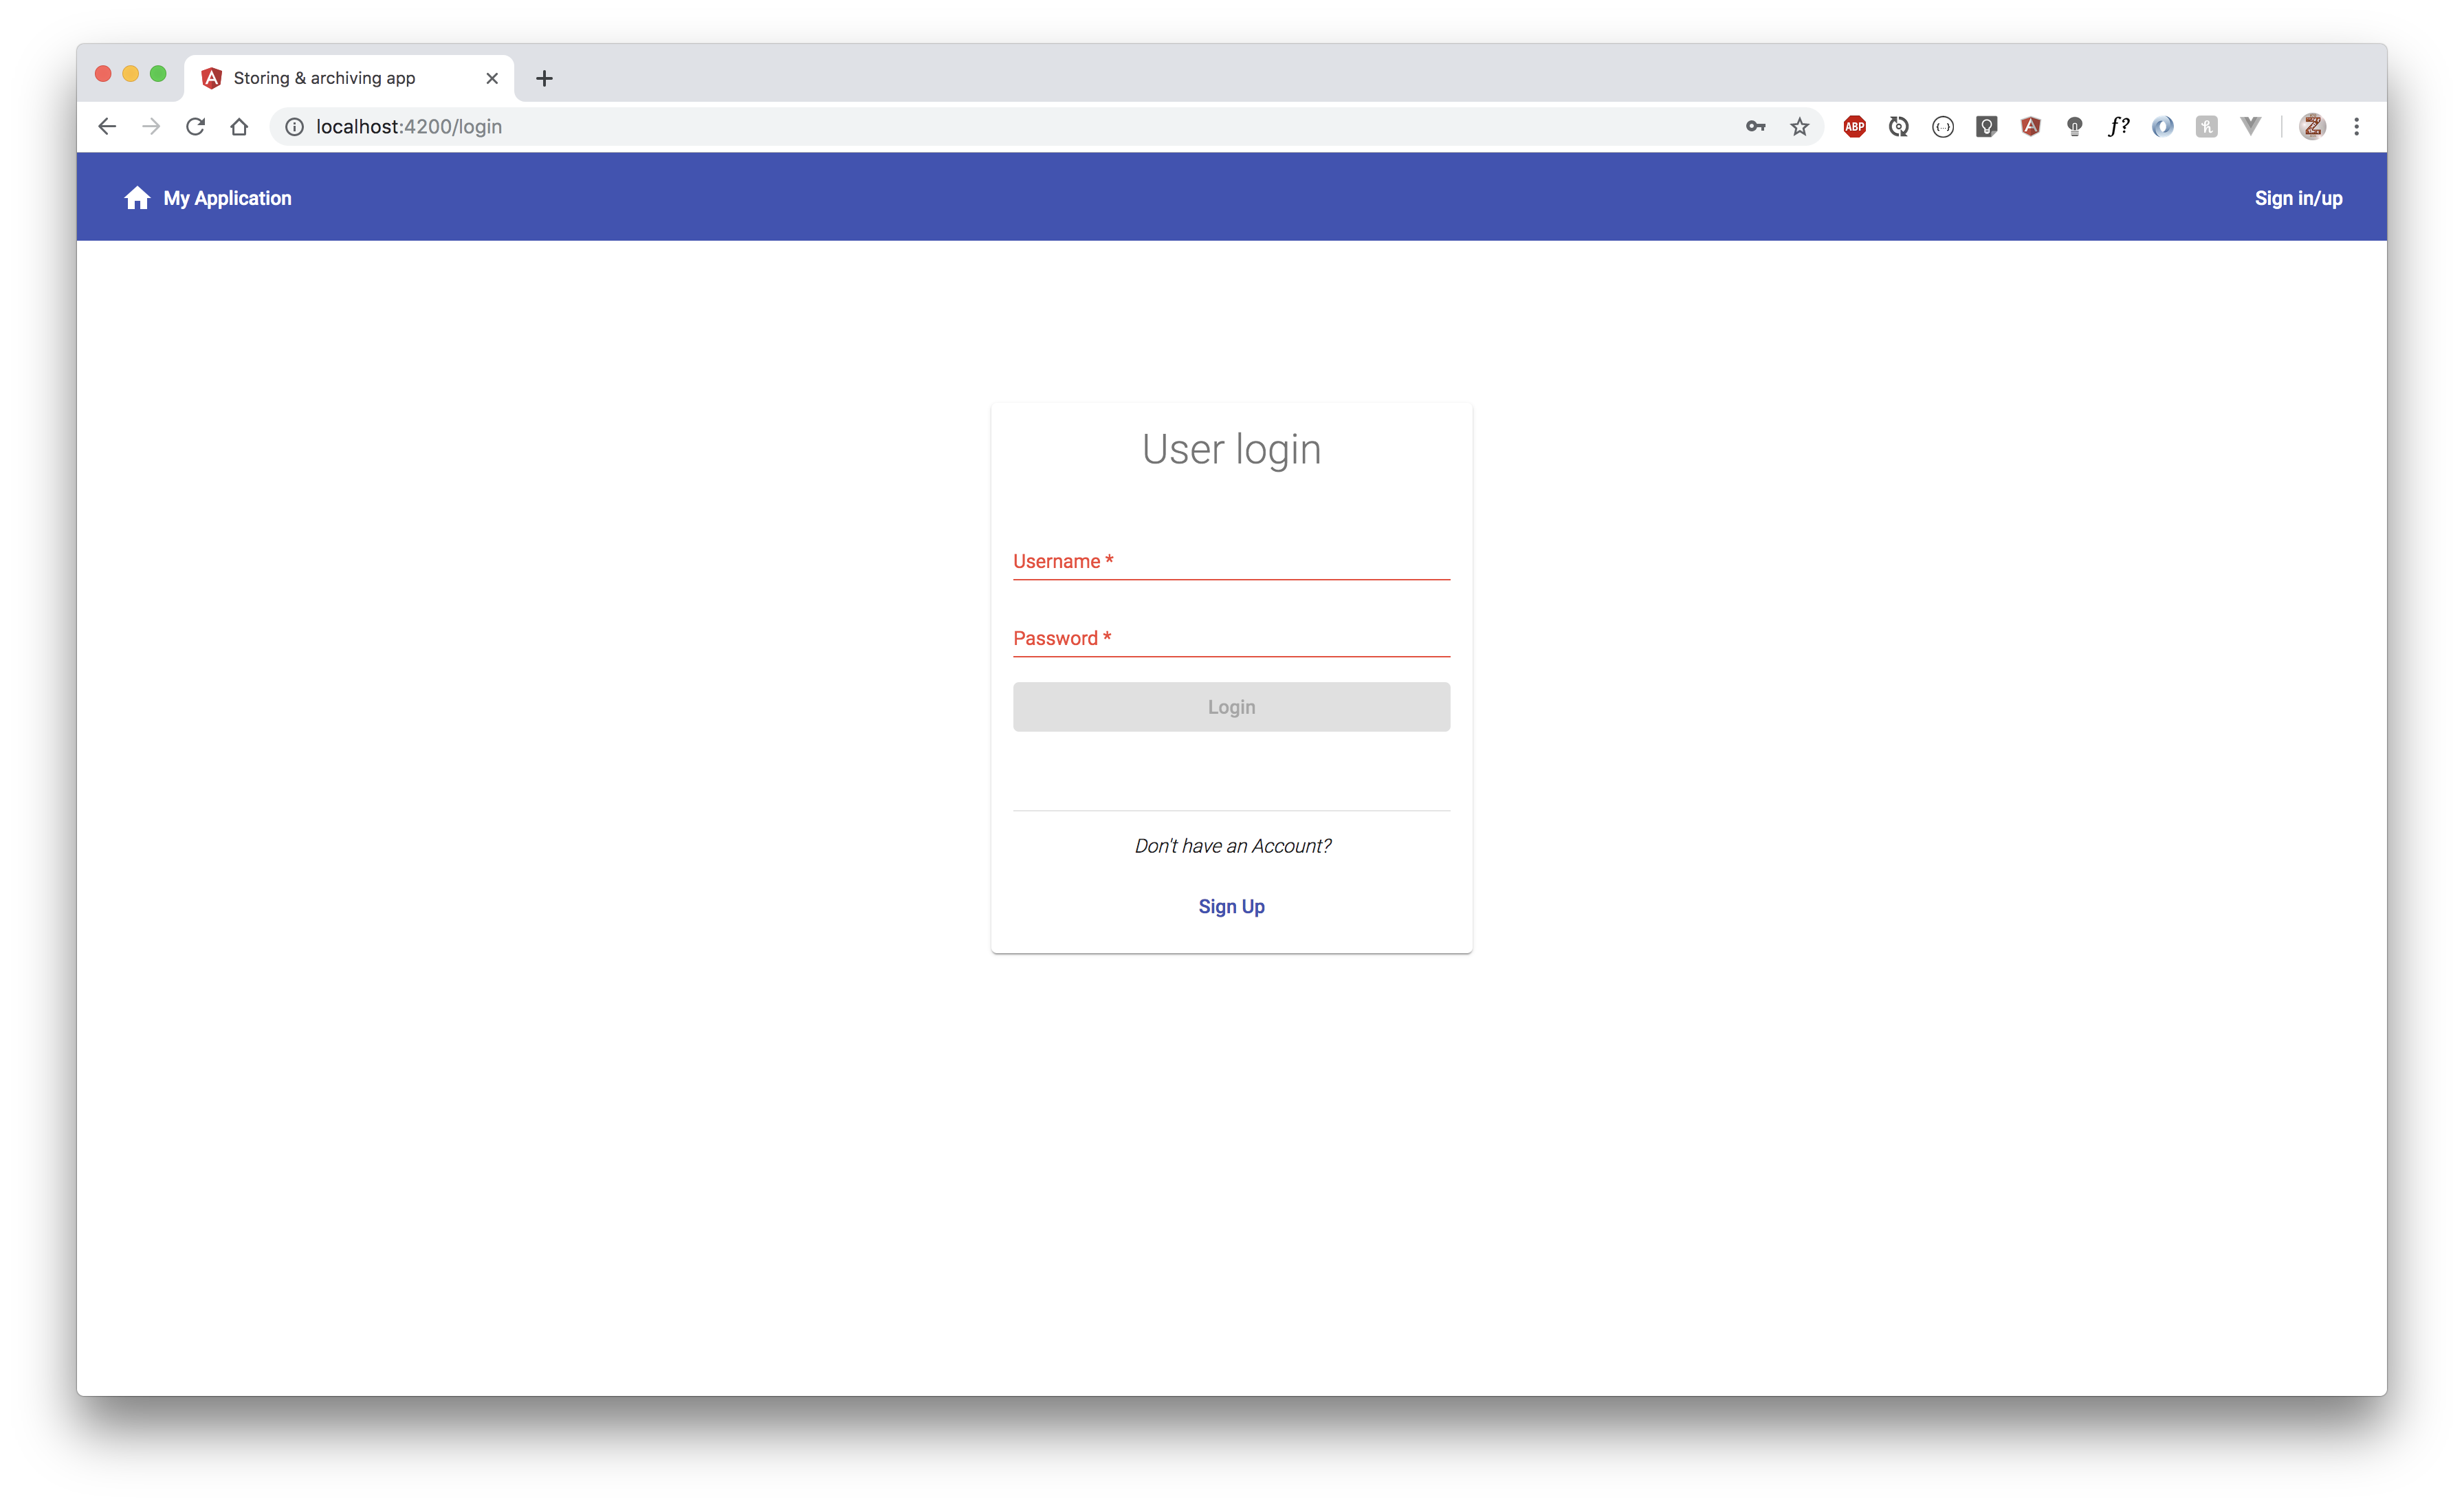 Storing & archiving app
localhost:4200/login
ABP
f?
My Application
Sign in/up
User login
Username *
Password *
Login
Don't have an Account?
Sign Up